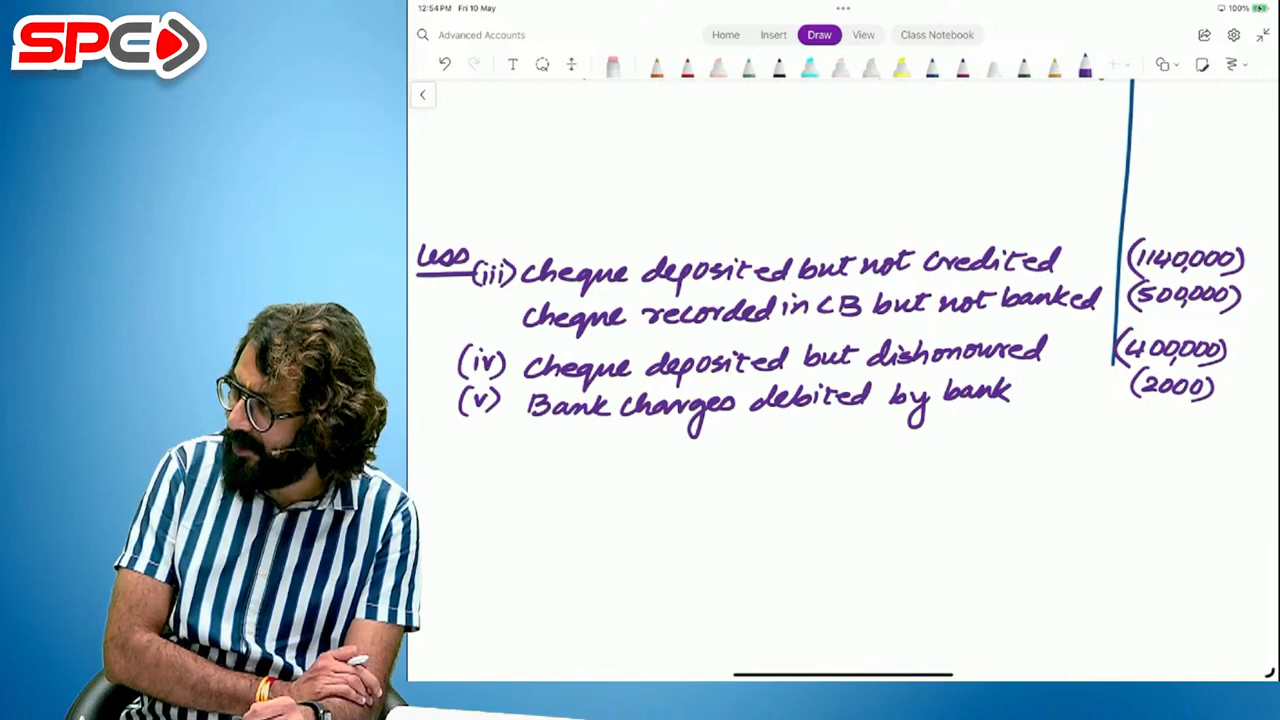 SPC
12:54 PM Fri 10 May
100%
Advanced Accounts
Home Insert Draw View Class Notebook
Less (iii) Cheque deposited but not credited (1140,000)
Cheque recorded in CB but not banked (500,000)
(iv) Cheque deposited but dishonoured (400,000)
(v) Bank charges debited by bank (2000)